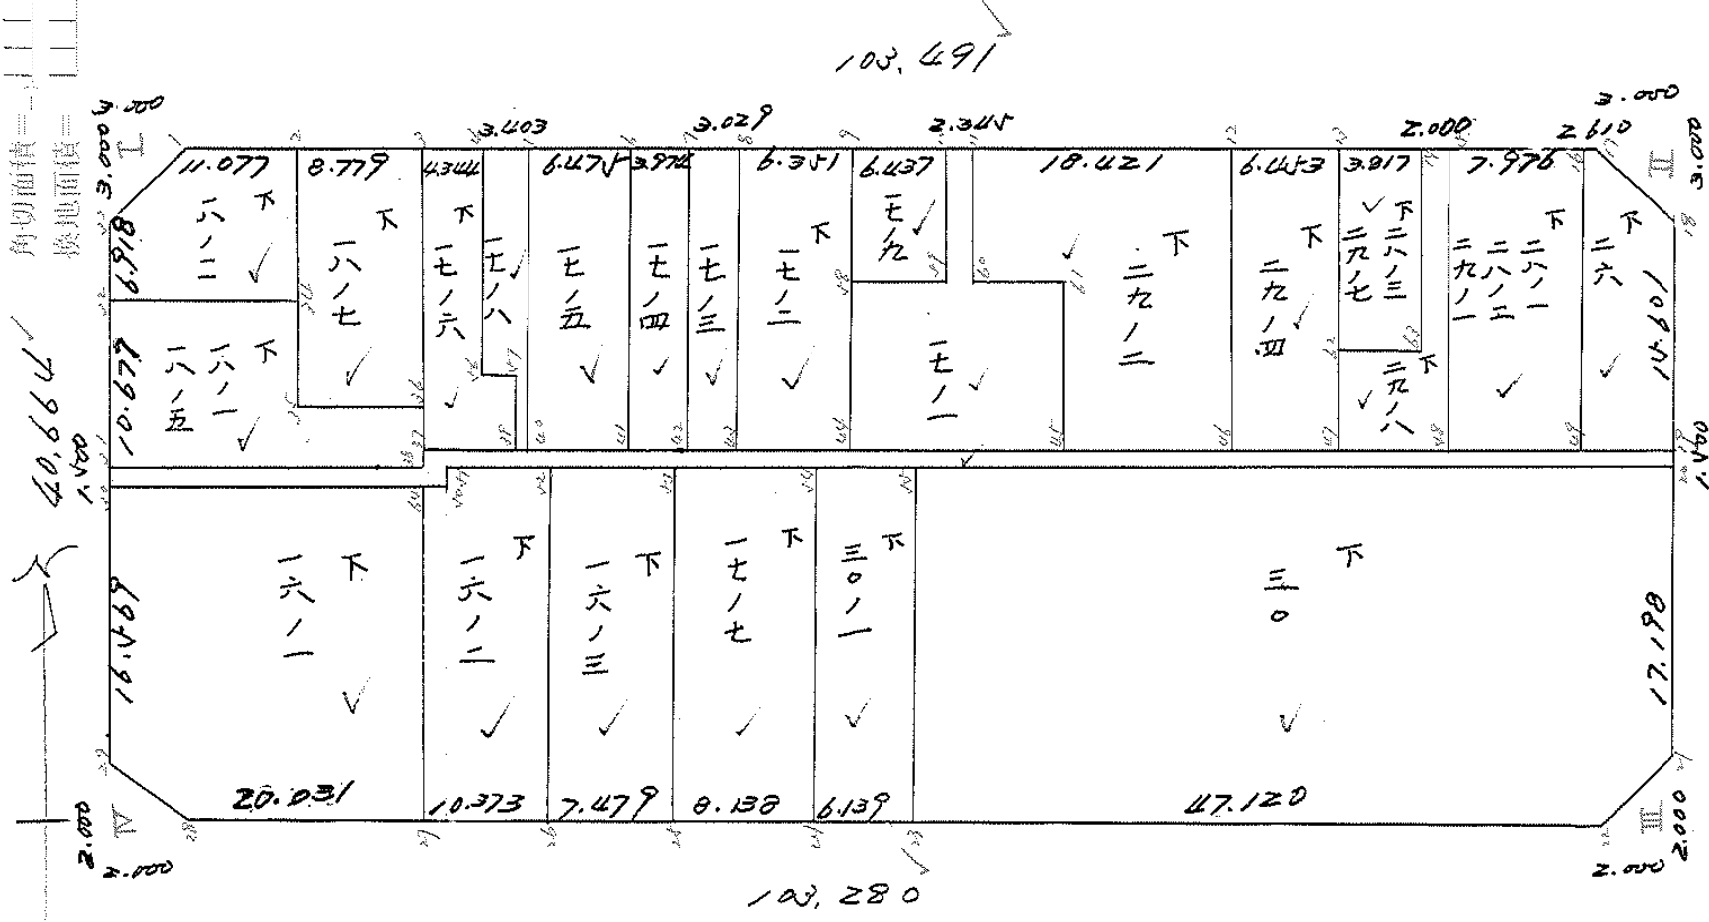 103.491
3.000
3.000
I
3.403
3.029
2.345
2.000
2.610
3.000
3.000
II
11.077
8.779
4.344
6.475
3.974
6.351
6.437
18.421
6.453
3.817
7.976
下
一八ノ二
下
一八ノ七
下
一七ノ六
一七ノ八
一七ノ五
一七ノ四
一七ノ三
下
一七ノ二
一七ノ九
一七ノ一
下
二九ノ二
下
二九ノ四
下
二八ノ三
二九ノ七
下
二九ノ八
下
二八ノ一
二八ノ二
二九ノ一
下
二六
6.918
10.677
下
一八ノ一
一八ノ五
40.664
1.500
1.500
16.569
下
一六ノ一
下
一六ノ二
下
一六ノ三
下
一七ノ七
下
三〇ノ一
下
三〇
17.198
20.031
10.373
7.479
8.138
6.139
47.120
IV
2.000
2.000
III
2.000
2.000
103.280
角切面積=
換地面積=